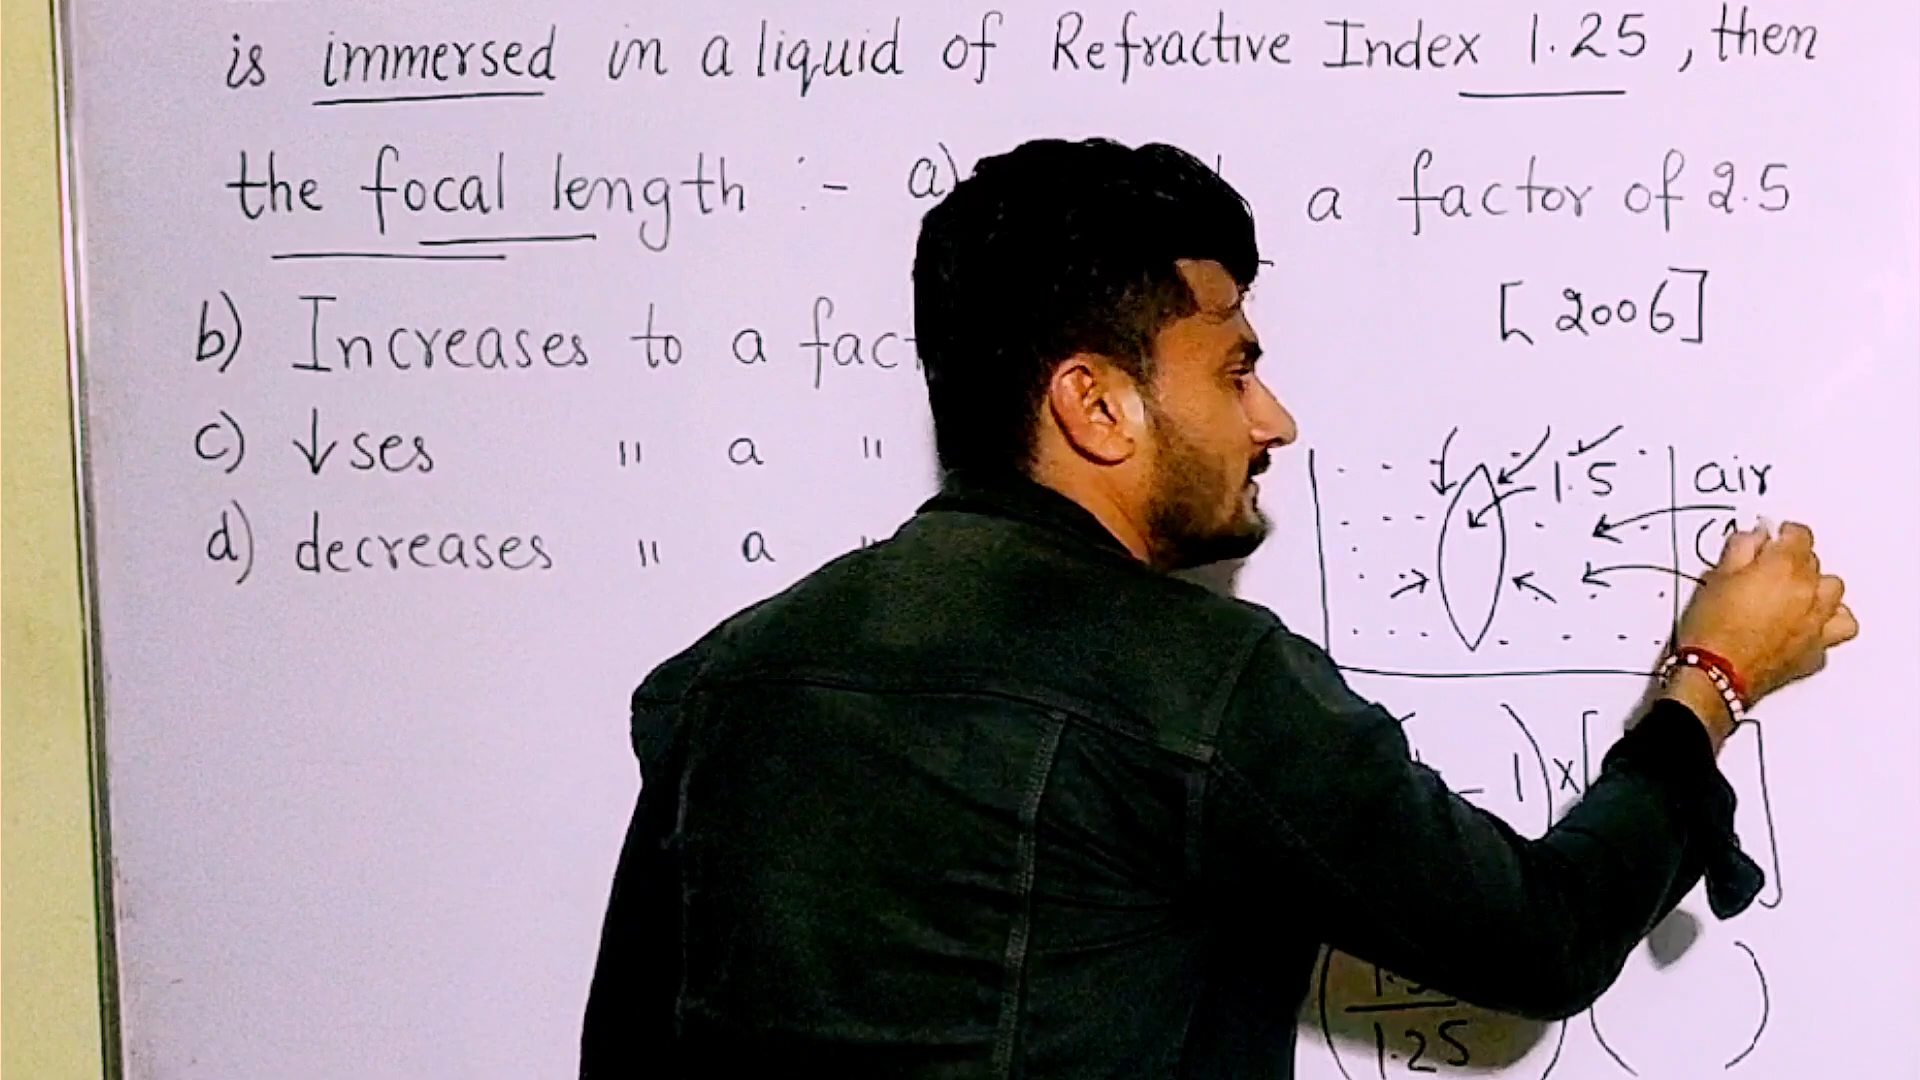 is immersed in a liquid of Refractive Index 1.25, then
the focal length :- a) a factor of 2.5
[2006]
b) Increases to a
c) ↓ses " a "
d) decreases " a
1.5 air
- 1) x [
1.25